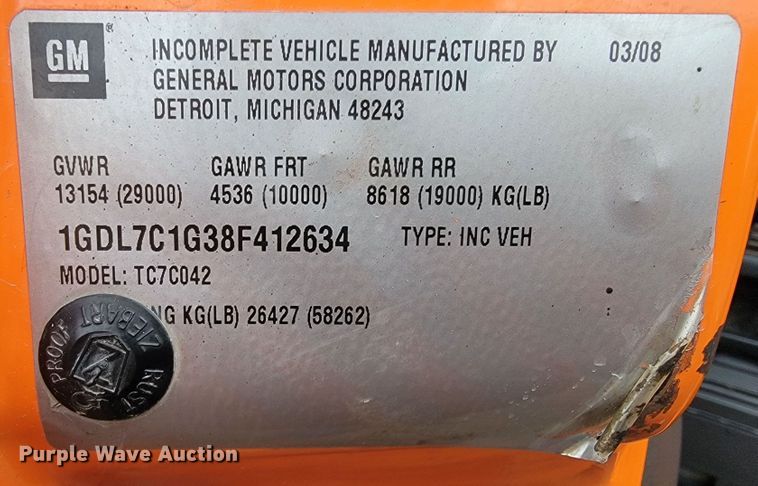 GM
®
INCOMPLETE VEHICLE MANUFACTURED BY 03/08
GENERAL MOTORS CORPORATION
DETROIT, MICHIGAN 48243
GVWR GAWR FRT GAWR RR
13154 (29000) 4536 (10000) 8618 (19000) KG(LB)
1GDL7C1G38F412634 TYPE: INC VEH
MODEL: TC7C042
NG KG(LB) 26427 (58262)
ZEBART
RUST
PROOF
Purple Wave Auction